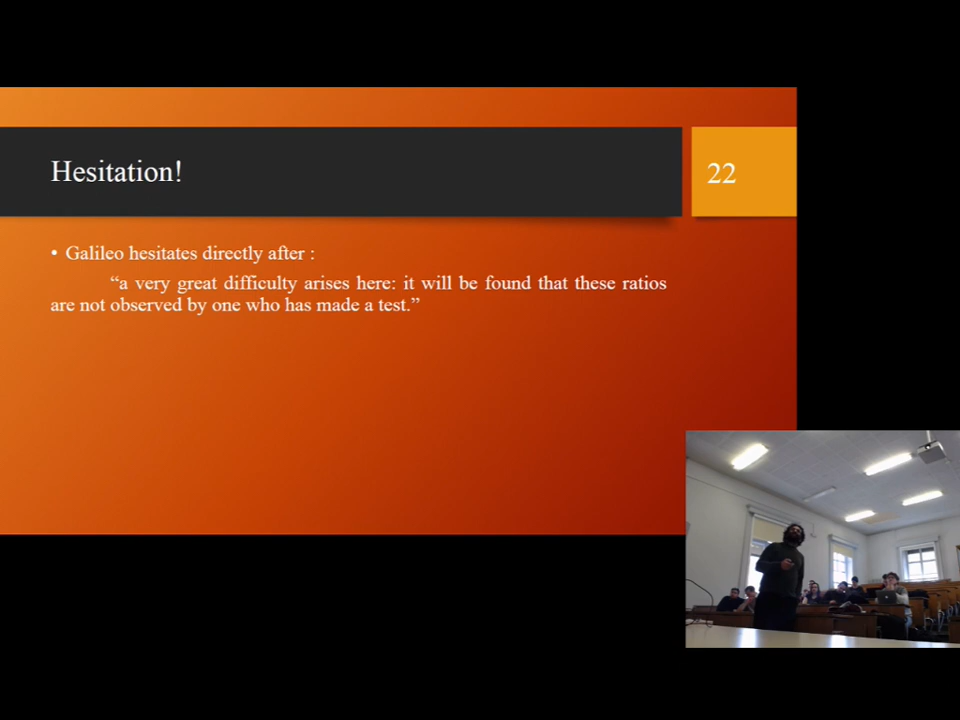 Hesitation!
22
• Galileo hesitates directly after :
“a very great difficulty arises here: it will be found that these ratios
are not observed by one who has made a test.”